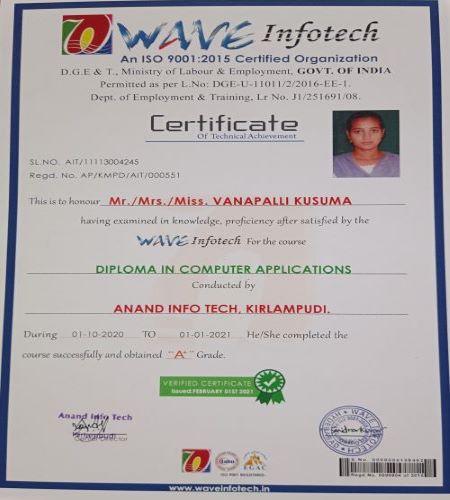 WAVE Infotech
An ISO 9001:2015 Certified Organization
D.G.E & T., Ministry of Labour & Employment, GOVT. OF INDIA
Permitted as per L.No: DGE-U-11011/2/2016-EE-1.
Dept. of Employment & Training, Lr No. J1/251691/08.
Certificate
Of Technical Achievement
SL.NO. AIT/11113004245
Regd. No. AP/KMPD/AIT/000551
This is to honour Mr./Mrs./Miss. VANAPALLI KUSUMA
having examined in knowledge, proficiency after satisfied by the
WAVE Infotech For the course
DIPLOMA IN COMPUTER APPLICATIONS
Conducted by
ANAND INFO TECH, KIRLAMPUDI.
During 01-10-2020 TO 01-01-2021 He/She completed the
course successfully and obtained "A+" Grade.
VERIFIED CERTIFICATE
Issued:FEBRUARY 01ST 2021
Anand Info Tech
EGAC
www.waveinfotech.in